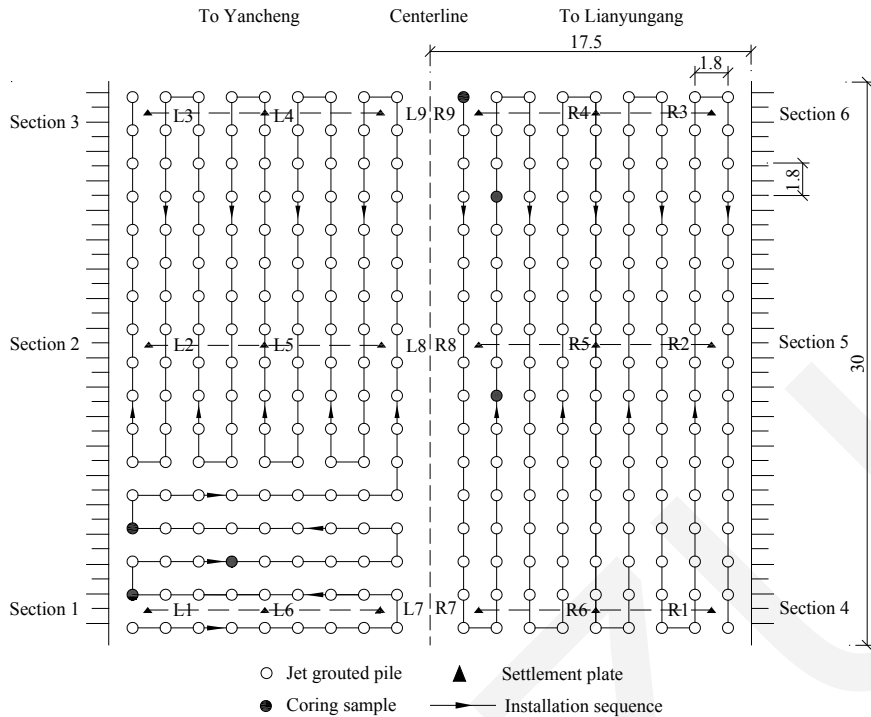 To Yancheng Centerline To Lianyungang
17.5
1.8
Section 3 L3 L4 L9 R9 R4 R3 Section 6
1.8
Section 2 L2 L5 L8 R8 R5 R2 Section 5
30
Section 1 L1 L6 L7 R7 R6 R1 Section 4
Jet grouted pile Settlement plate
Coring sample Installation sequence